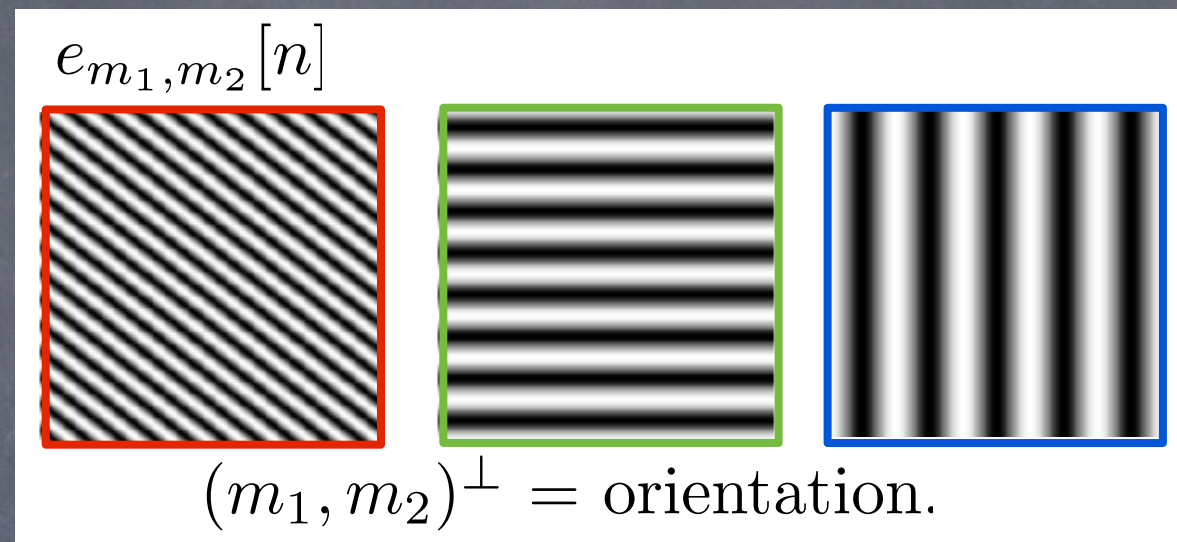 e_{m_1,m_2}[n]
(m_1, m_2)^⊥ = orientation.